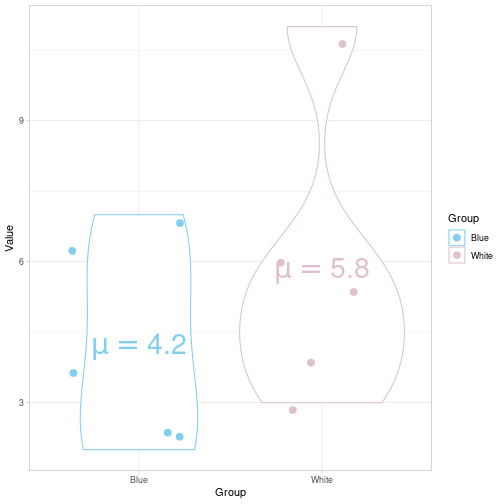 9
6
3
Value
μ = 4.2
μ = 5.8
Blue
White
Group
Group
Blue
White